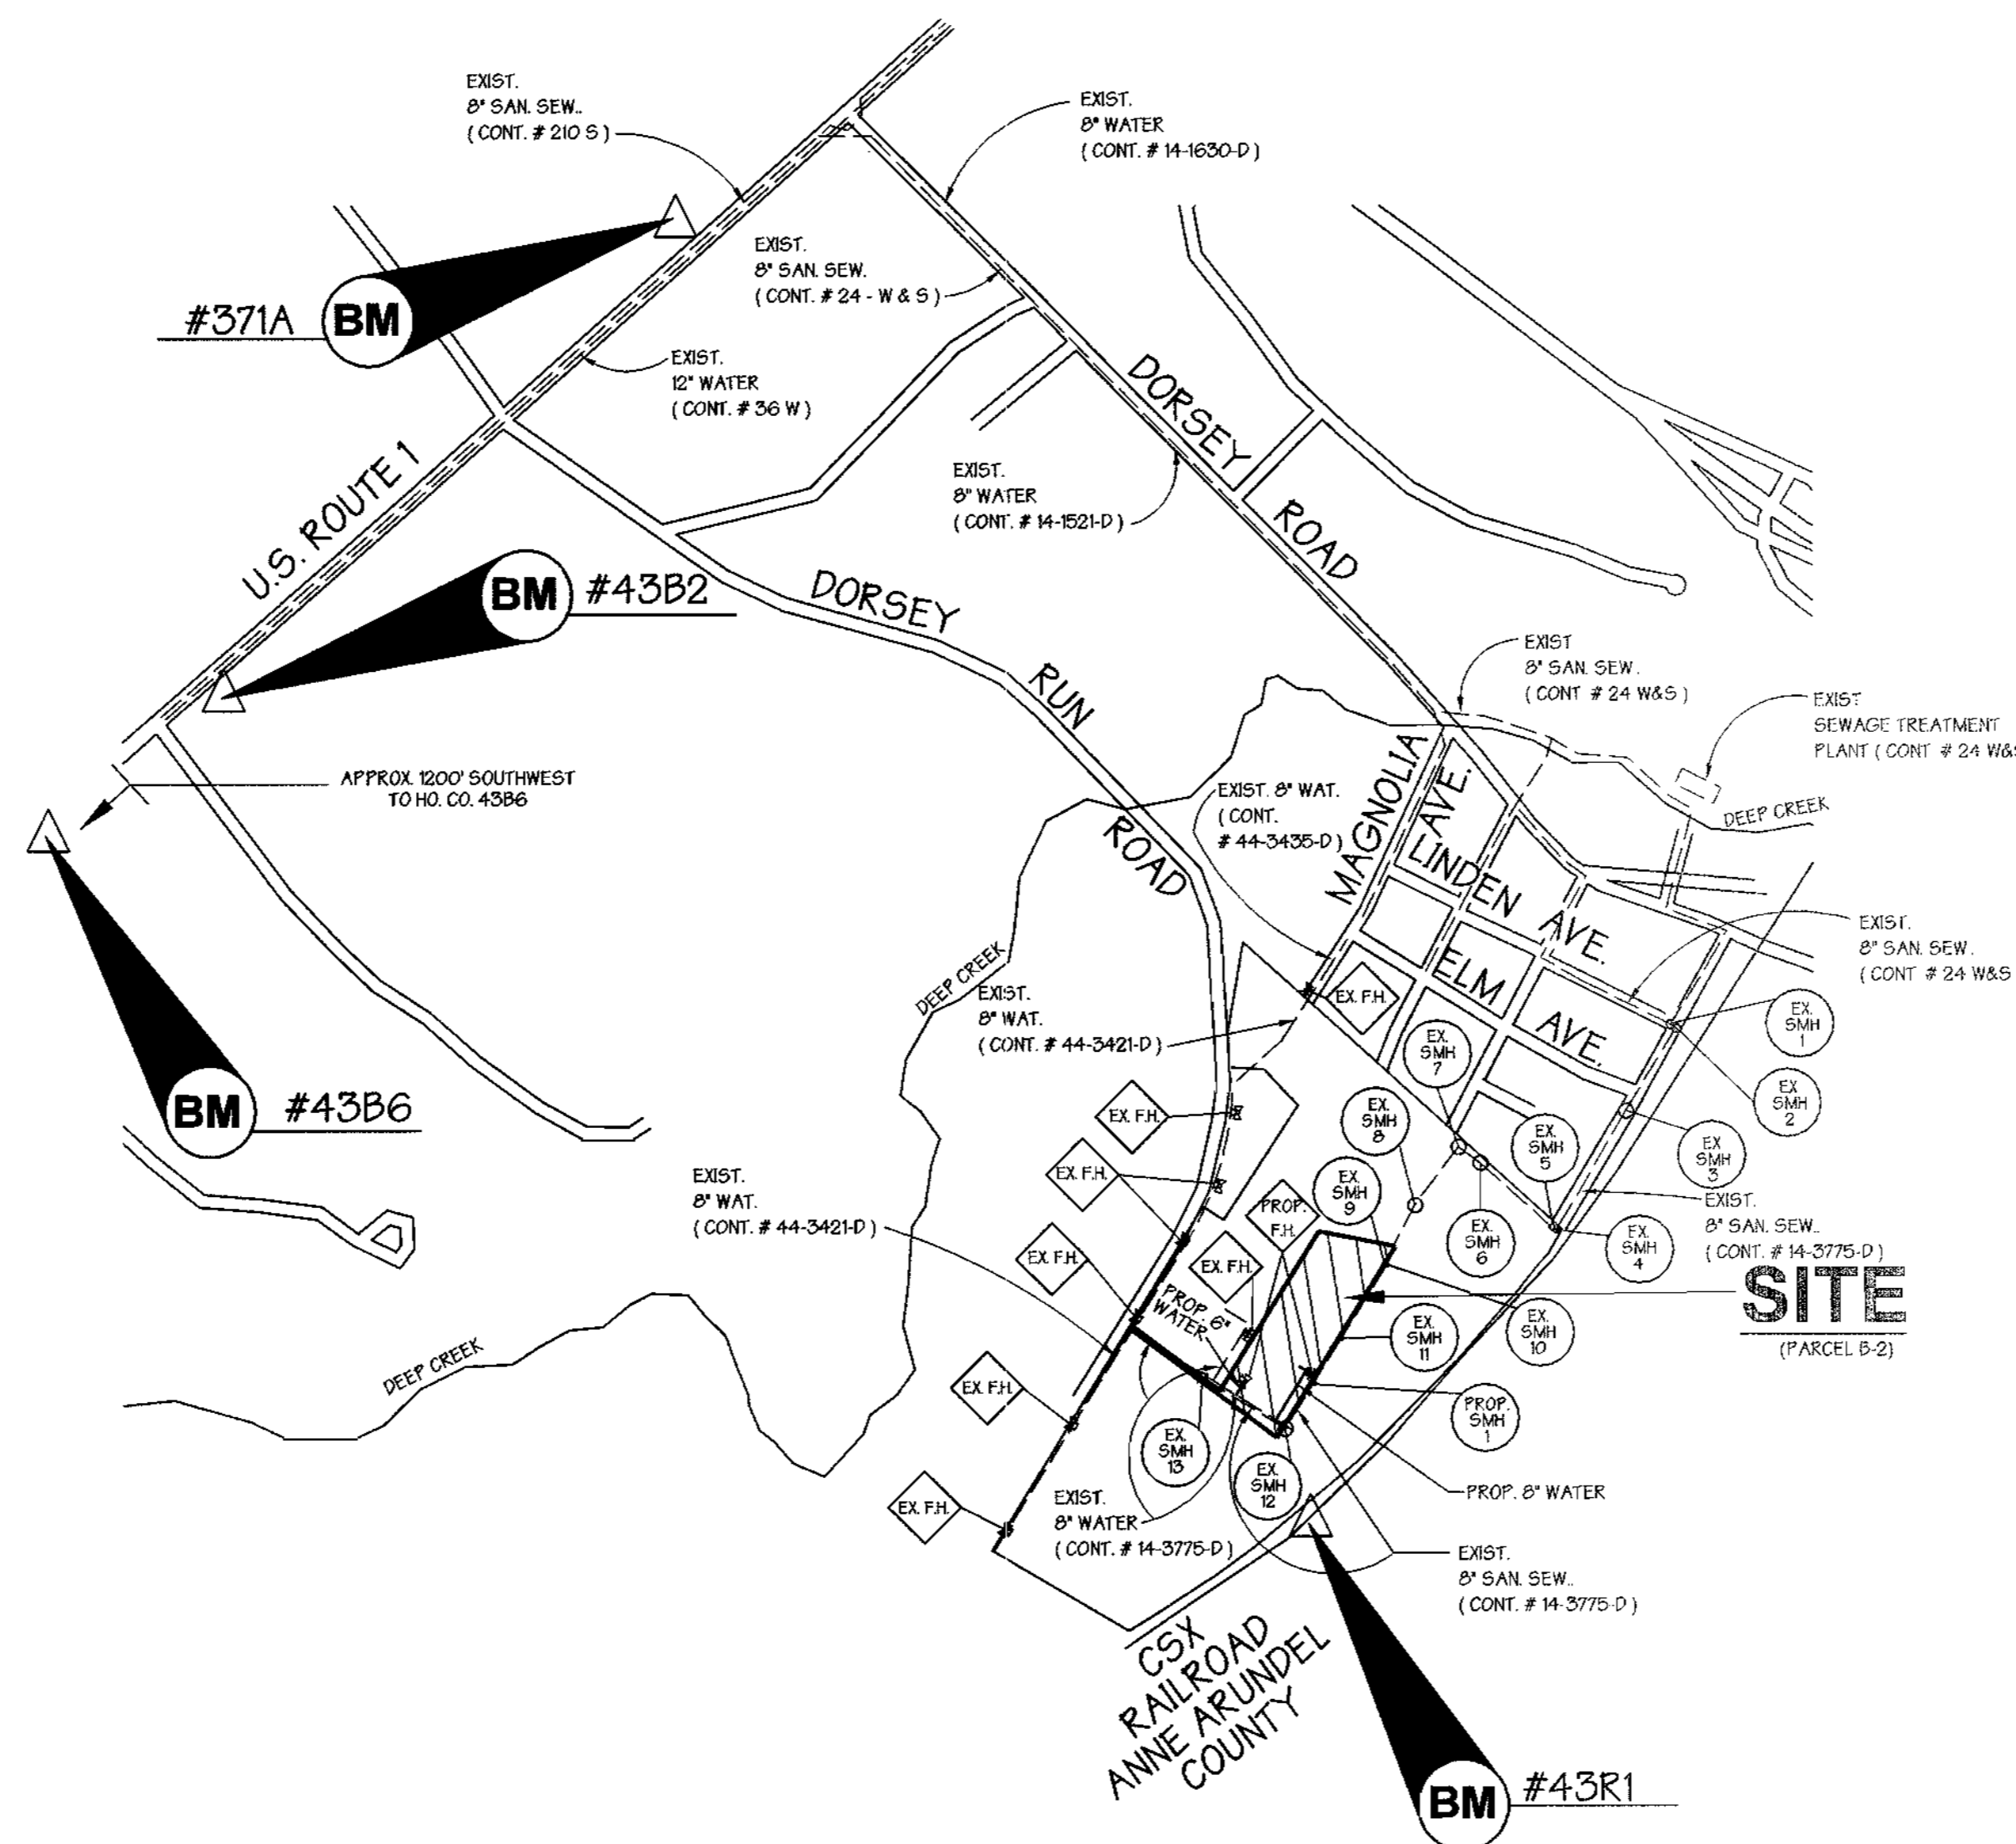 EXIST.
8" SAN. SEW..
( CONT. # 210 S )
EXIST.
8" WATER
( CONT. # 14-1630-D )
EXIST.
8" SAN. SEW.
( CONT. # 24 - W & S )
#371A
BM
EXIST.
12" WATER
( CONT. # 36 W )
DORSEY
ROAD
EXIST.
8" WATER
( CONT. # 14-1521-D )
U.S. ROUTE 1
BM
#43B2
DORSEY
RUN
ROAD
EXIST
8" SAN. SEW.
( CONT # 24 W&S )
EXIST
SEWAGE TREATMENT
PLANT ( CONT # 24 W&S
DEEP CREEK
APPROX. 1200' SOUTHWEST
TO HO. CO. 43B6
EXIST. 8" WAT.
( CONT.
# 44-3435-D )
MAGNOLIA
AVE.
LINDEN AVE.
ELM AVE.
EXIST.
8" SAN. SEW.
( CONT # 24 W&S
DEEP CREEK
EXIST.
8" WAT.
( CONT. # 44-3421-D )
EX. F.H.
EX.
SMH
1
EX
SMH
2
EX
SMH
3
EX.
SMH
4
EX.
SMH
5
EX.
SMH
6
EX.
SMH
7
EX.
SMH
8
EX.
SMH
9
BM
#43B6
EX. F.H.
EX. F.H.
EX. F.H.
EX. F.H.
EX. F.H.
EX. F.H.
PROP.
F.H.
EXIST.
8" WAT.
( CONT. # 44-3421-D )
EXIST.
8" SAN. SEW..
( CONT. # 14-3775-D )
SITE
(PARCEL B-2)
PROP. 6"
WATER
EX.
SMH
10
EX.
SMH
11
PROP.
SMH
1
EX.
SMH
13
EX.
SMH
12
DEEP CREEK
PROP. 8" WATER
EXIST.
8" WATER
( CONT. # 14-3775-D )
EXIST.
8" SAN. SEW..
( CONT. # 14-3775-D )
CSX
RAILROAD
ANNE ARUNDEL
COUNTY
BM
#43R1